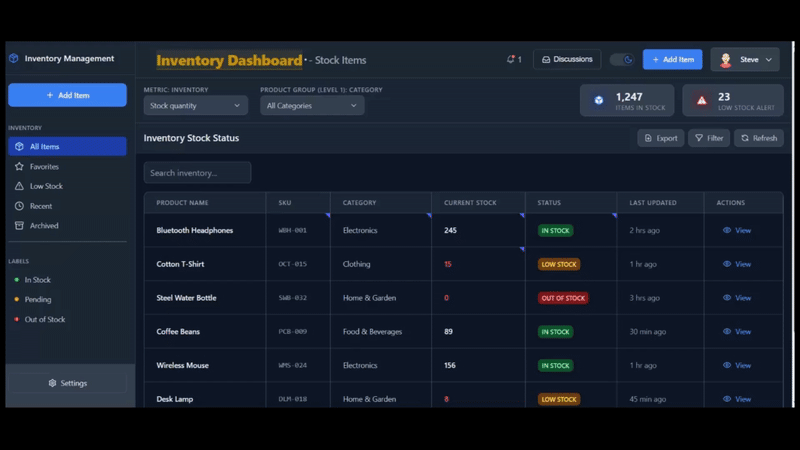 Inventory Management
Inventory Dashboard - Stock Items
1
Discussions
+ Add Item
Steve
+ Add Item
METRIC: INVENTORY
Stock quantity
PRODUCT GROUP (LEVEL 1): CATEGORY
All Categories
1,247
ITEMS IN STOCK
23
LOW STOCK ALERT
INVENTORY
All Items
Favorites
Low Stock
Recent
Archived
LABELS
In Stock
Pending
Out of Stock
Settings
Inventory Stock Status
Export
Filter
Refresh
Search inventory...
PRODUCT NAME SKU CATEGORY CURRENT STOCK STATUS LAST UPDATED ACTIONS
Bluetooth Headphones WBH-001 Electronics 245 IN STOCK 2 hrs ago View
Cotton T-Shirt OCT-015 Clothing 15 LOW STOCK 1 hr ago View
Steel Water Bottle SWB-032 Home & Garden 0 OUT OF STOCK 3 hrs ago View
Coffee Beans PCB-009 Food & Beverages 89 IN STOCK 30 min ago View
Wireless Mouse WMS-024 Electronics 156 IN STOCK 1 hr ago View
Desk Lamp DLM-018 Home & Garden 8 LOW STOCK 45 min ago View